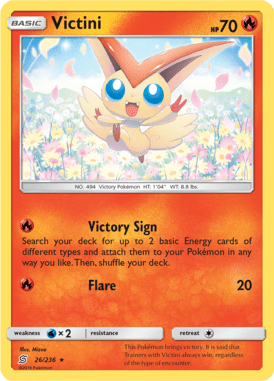 BASIC Victini HP70
NO. 494 Victory Pokémon HT: 1'04" WT: 8.8 lbs.
Victory Sign
Search your deck for up to 2 basic Energy cards of
different types and attach them to your Pokémon in any
way you like. Then, shuffle your deck.
Flare 20
weakness ×2 resistance retreat
Illus. Mizue
26/236 ★
This Pokémon brings victory. It is said that
Trainers with Victini always win, regardless
of the type of encounter.
©2019 Pokémon